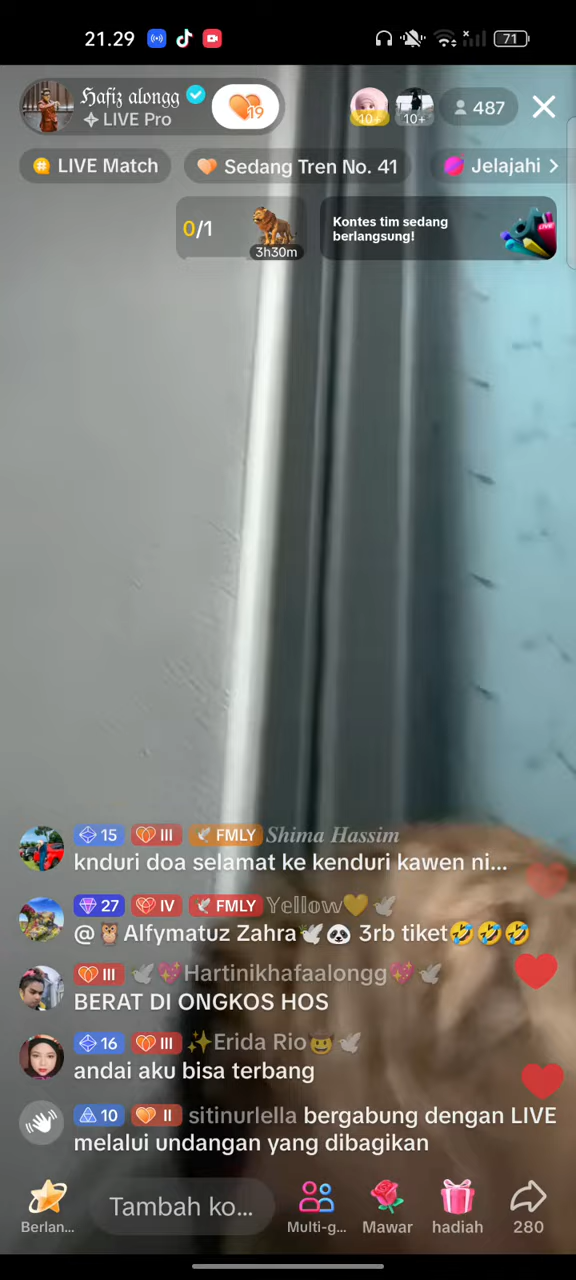 21.29
71
ℌafiz alongg
LIVE Pro
19
10+
10+
487
LIVE Match
Sedang Tren No. 41
Jelajahi
0/1
3h30m
Kontes tim sedang
berlangsung!
LIVE
15 III FMLY Shima Hassim
knduri doa selamat ke kenduri kawen ni...
27 IV FMLY 𝕐𝕖𝕝𝕝𝕠𝕨💛🕊
@🦉Alfymatuz Zahra🕊🐼 3rb tiket🤣🤣🤣
III 🕊💖Hartinikhafaalongg💖🕊
BERAT DI ONGKOS HOS
16 III ✨Erida Rio🤠🕊
andai aku bisa terbang
10 II sitinurlella bergabung dengan LIVE
melalui undangan yang dibagikan
Tambah ko...
Berlan...
Multi-g...
Mawar
hadiah
280